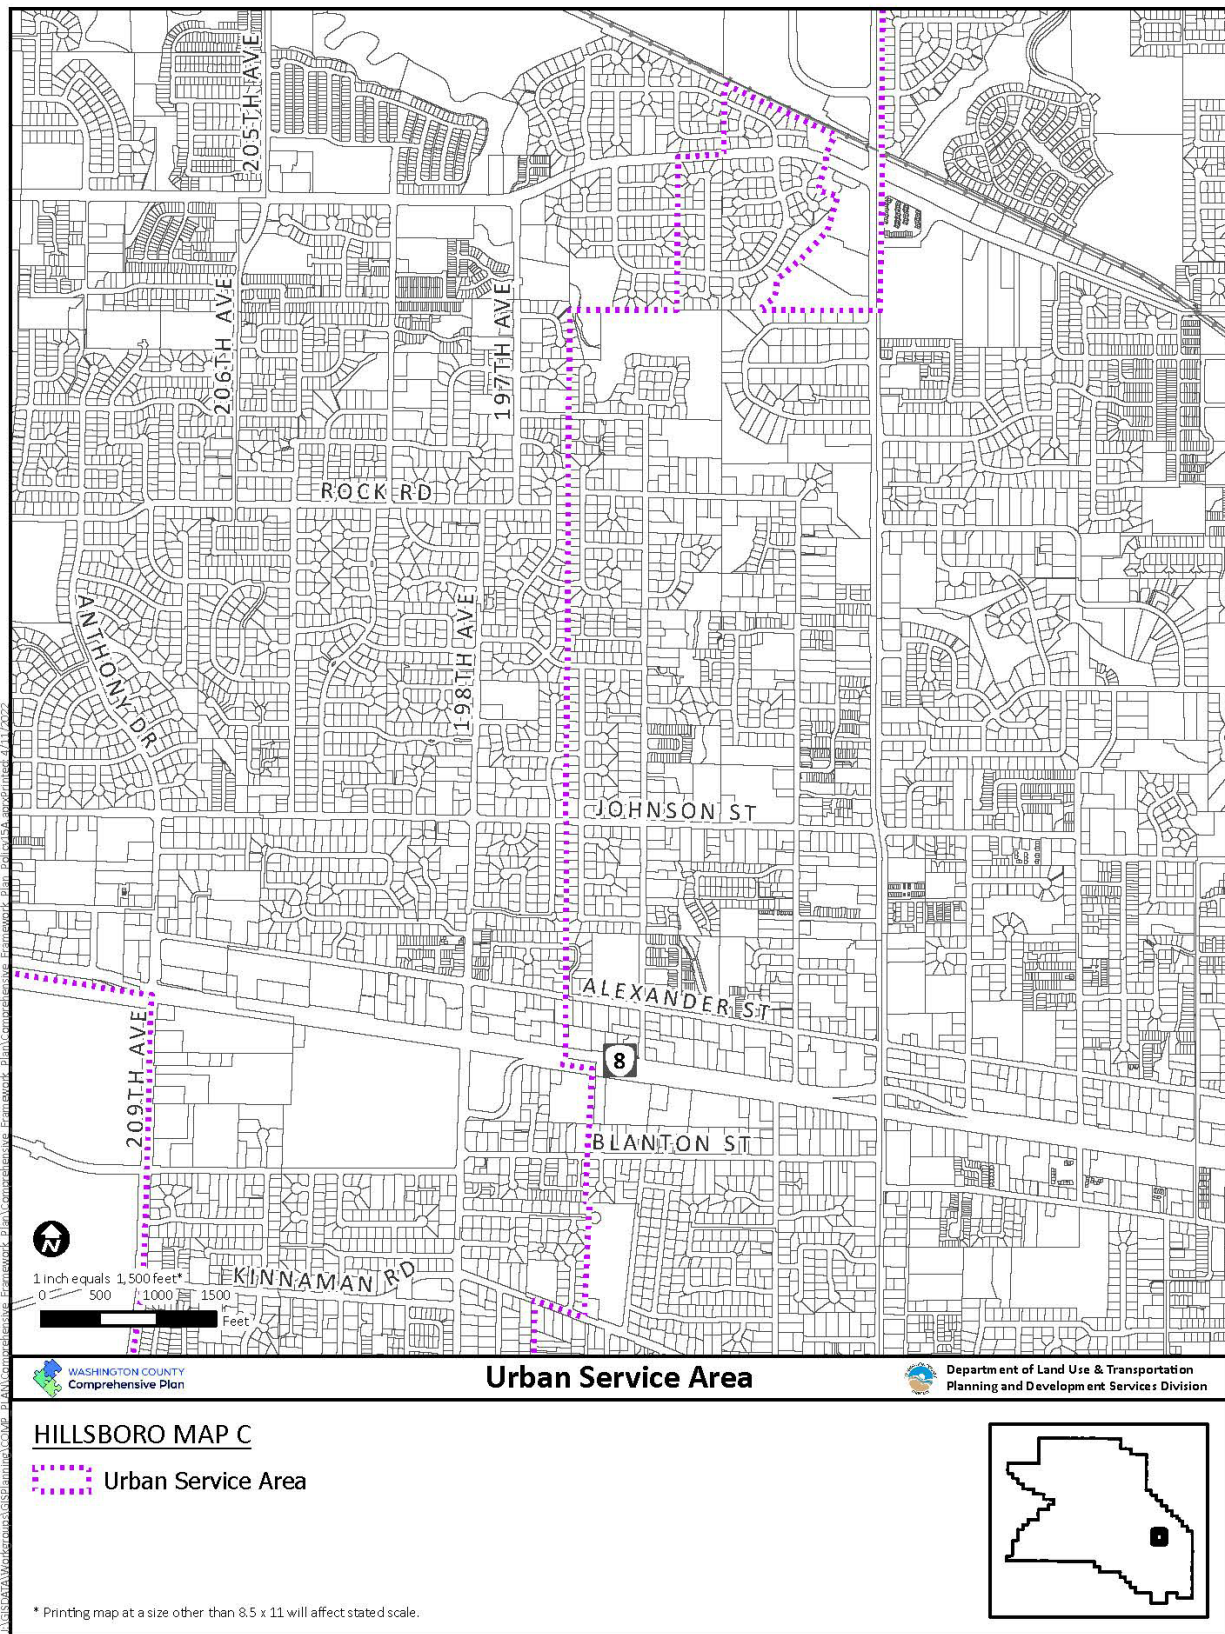 205TH AVE
206TH AVE
197TH AVE
ROCK RD
ANTHONY DR
198TH AVE
JOHNSON ST
ALEXANDER ST
8
209TH AVE
BLANTON ST
KINNAMAN RD
N
1 inch equals 1,500 feet*
0 500 1000 1500
Feet
WASHINGTON COUNTY
Comprehensive Plan
Urban Service Area
Department of Land Use & Transportation
Planning and Development Services Division
HILLSBORO MAP C
Urban Service Area
* Printing map at a size other than 8.5 x 11 will affect stated scale.